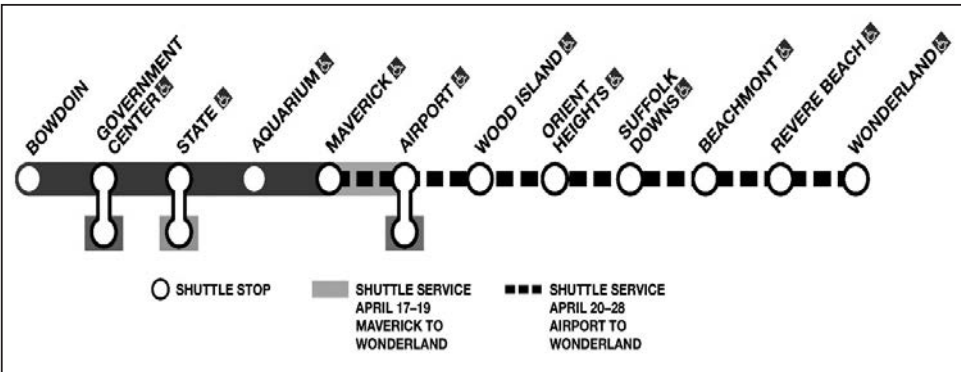 BOWDOIN
GOVERNMENT
CENTER
STATE
AQUARIUM
MAVERICK
AIRPORT
WOOD ISLAND
ORIENT
HEIGHTS
SUFFOLK
DOWNS
BEACHMONT
REVERE BEACH
WONDERLAND
SHUTTLE STOP
SHUTTLE SERVICE
APRIL 17–19
MAVERICK TO
WONDERLAND
SHUTTLE SERVICE
APRIL 20–28
AIRPORT TO
WONDERLAND